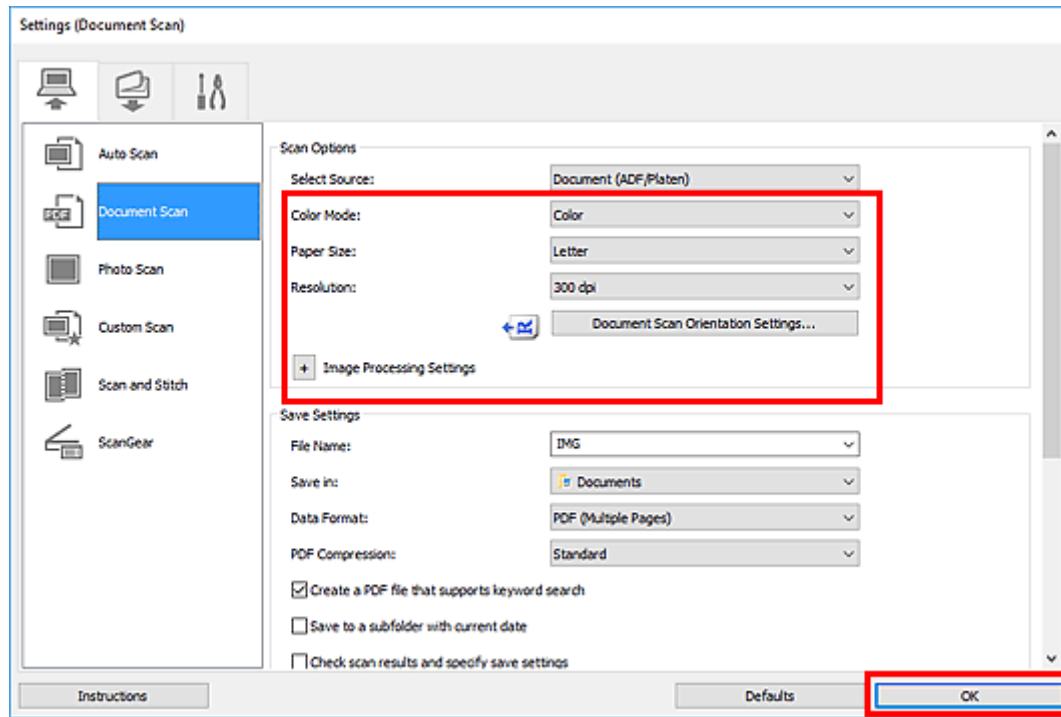 Settings (Document Scan)
Auto Scan
PDF
Document Scan
Photo Scan
Custom Scan
Scan and Stitch
ScanGear
Scan Options
Select Source: Document (ADF/Platen)
Color Mode: Color
Paper Size: Letter
Resolution: 300 dpi
R Document Scan Orientation Settings...
+ Image Processing Settings
Save Settings
File Name: IMG
Save in: Documents
Data Format: PDF (Multiple Pages)
PDF Compression: Standard
Create a PDF file that supports keyword search
Save to a subfolder with current date
Check scan results and specify save settings
Instructions Defaults OK